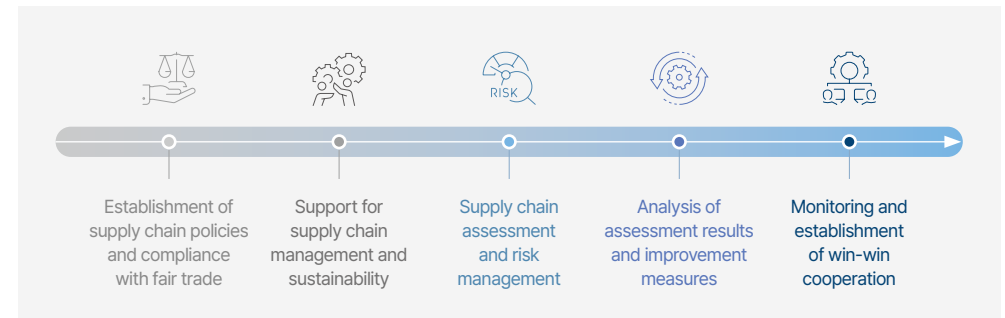 RISK
Establishment of
supply chain policies
and compliance
with fair trade
Support for
supply chain
management and
sustainability
Supply chain
assessment
and risk
management
Analysis of
assessment results
and improvement
measures
Monitoring and
establishment
of win-win
cooperation